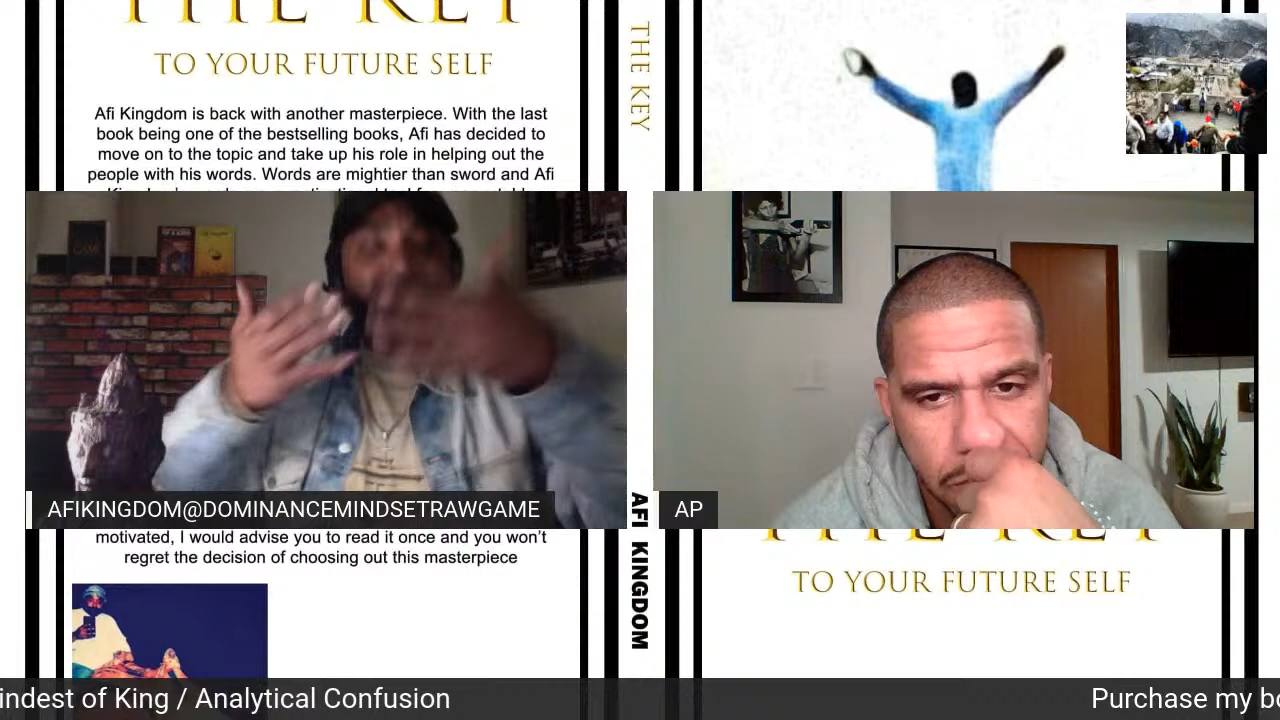 THE KEY
TO YOUR FUTURE SELF
Afi Kingdom is back with another masterpiece. With the last
book being one of the bestselling books, Afi has decided to
move on to the topic and take up his role in helping out the
people with his words. Words are mightier than sword and Afi
AFIKINGDOM@DOMINANCEMINDSETRAWGAME
motivated, I would advise you to read it once and you won't
regret the decision of choosing out this masterpiece
THE KEY
AFI KINGDOM
AP
THE KEY
TO YOUR FUTURE SELF
indest of King / Analytical Confusion
Purchase my bo